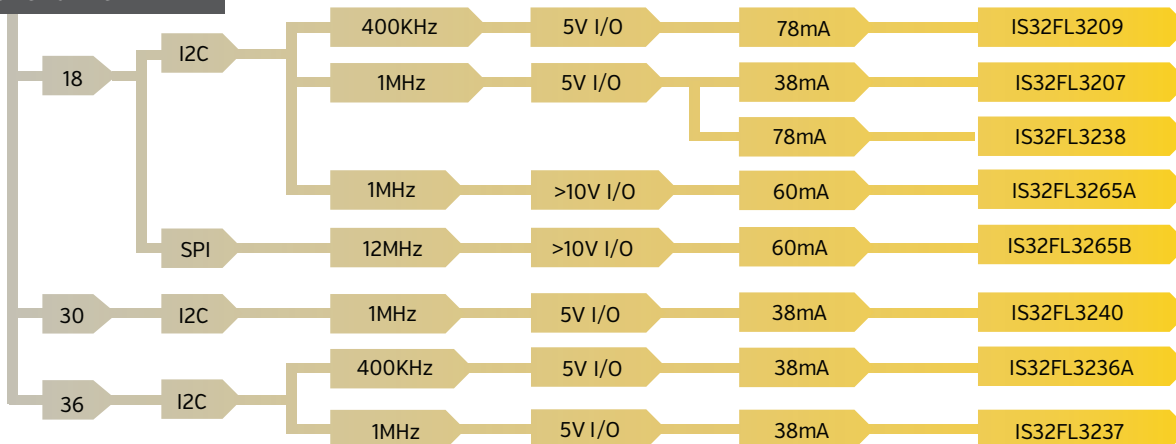 400KHz 5V I/O 78mA IS32FL3209
I2C
18 1MHz 5V I/O 38mA IS32FL3207
78mA IS32FL3238
1MHz >10V I/O 60mA IS32FL3265A
SPI 12MHz >10V I/O 60mA IS32FL3265B
30 I2C 1MHz 5V I/O 38mA IS32FL3240
400KHz 5V I/O 38mA IS32FL3236A
36 I2C
1MHz 5V I/O 38mA IS32FL3237